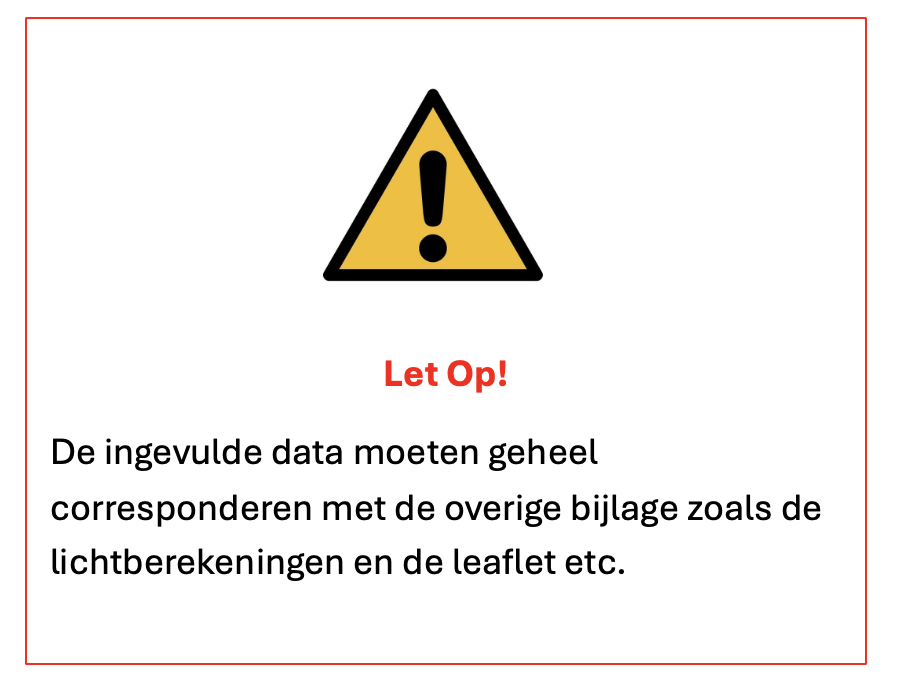 Let Op!
De ingevulde data moeten geheel
corresponderen met de overige bijlage zoals de
lichtberekeningen en de leaflet etc.